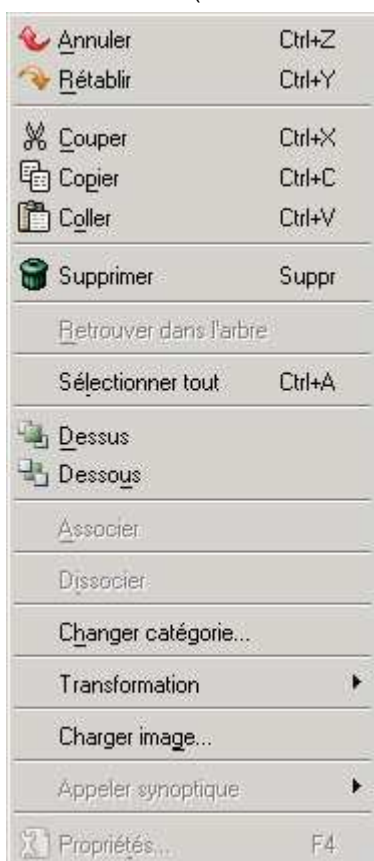 Annuler Ctrl+Z
Rétablir Ctrl+Y
Couper Ctrl+X
Copier Ctrl+C
Coller Ctrl+V
Supprimer Suppr
Retrouver dans l'arbre
Sélectionner tout Ctrl+A
Dessus
Dessous
Associer
Dissocier
Changer catégorie...
Transformation
Charger image...
Appeler synoptique
Propriétés... F4